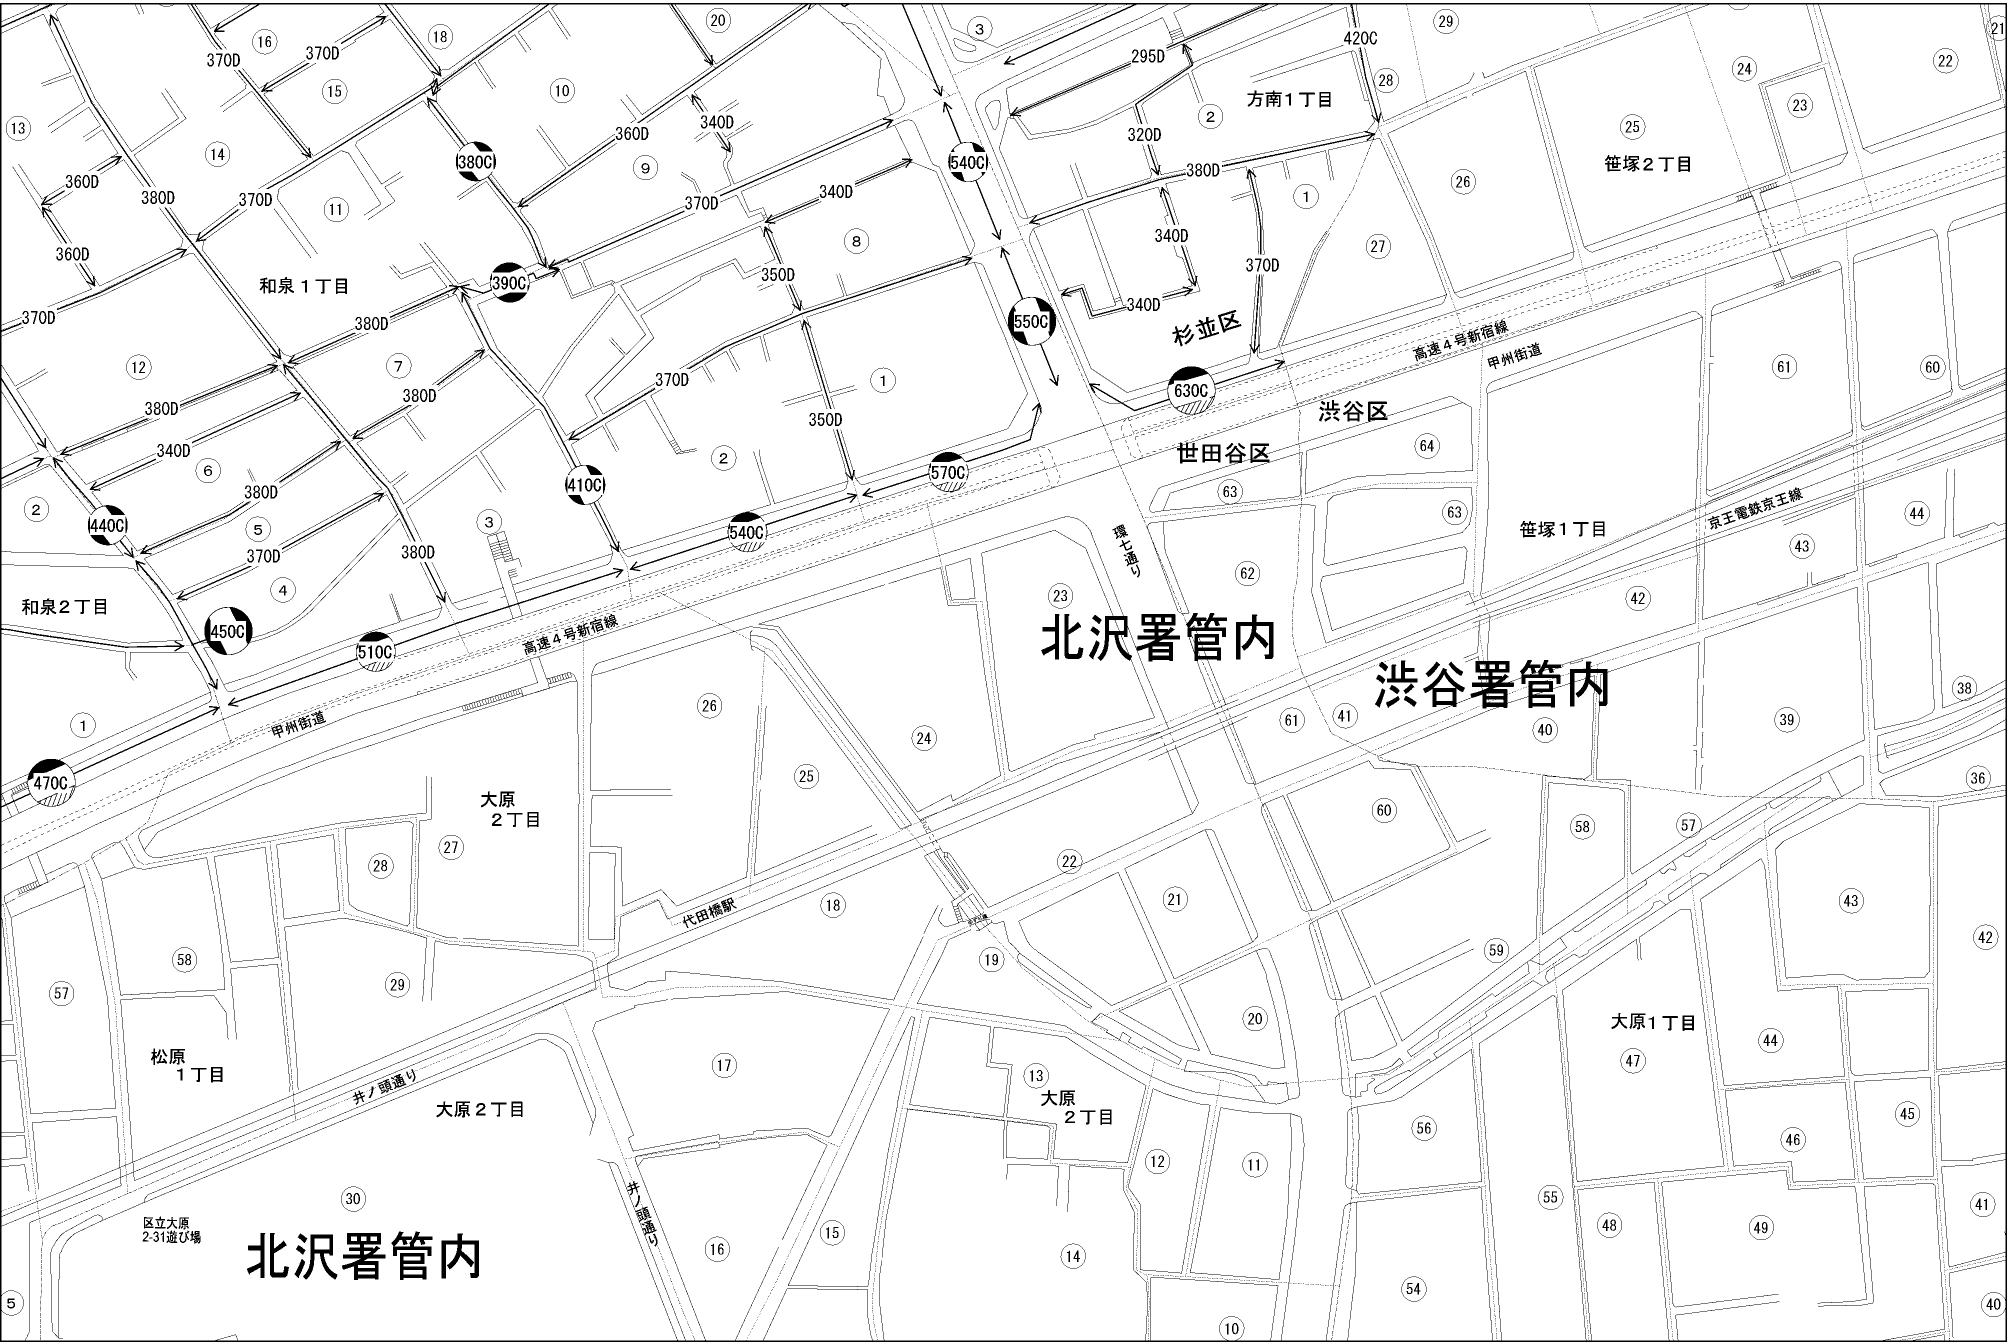 16
370D
370D
18
20
3
295D
420C
29
28
24
22
21
15
10
340D
2
方南1丁目
23
13
14
360D
380C
9
540C
320D
25
笹塚2丁目
360D
380D
370D
11
370D
340D
380D
1
26
360D
8
340D
370D
27
和泉1丁目
390C
350D
340D
370D
380D
550C
杉並区
高速4号新宿線
甲州街道
12
7
370D
1
630C
61
60
380D
380D
350D
渋谷区
340D
6
2
570C
世田谷区
64
2
440C
380D
410C
63
63
5
3
540C
環七通り
笹塚1丁目
京王電鉄京王線
44
370D
380D
43
和泉2丁目
4
23
62
42
450C
510C
高速4号新宿線
北沢署管内
渋谷署管内
1
甲州街道
26
24
61
41
40
39
38
470C
25
36
大原
2丁目
27
28
60
58
57
22
代田橋駅
18
21
43
58
57
29
19
59
42
20
大原1丁目
松原
1丁目
井ノ頭通り
大原2丁目
17
13
大原
2丁目
47
44
56
45
46
12
11
30
区立大原
2-31遊び場
井ノ頭通り
北沢署管内
16
15
14
55
48
49
41
54
5
10
40